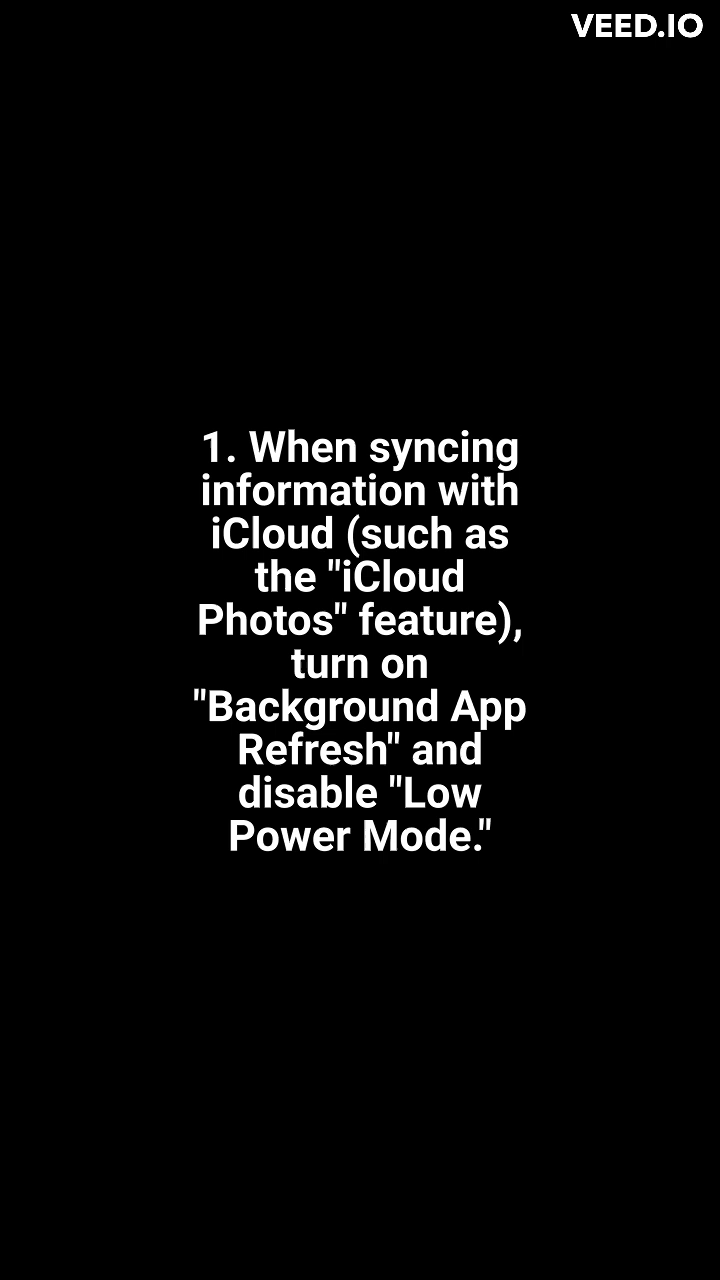 VEED.IO
1. When syncing
information with
iCloud (such as
the "iCloud
Photos" feature),
turn on
"Background App
Refresh" and
disable "Low
Power Mode."